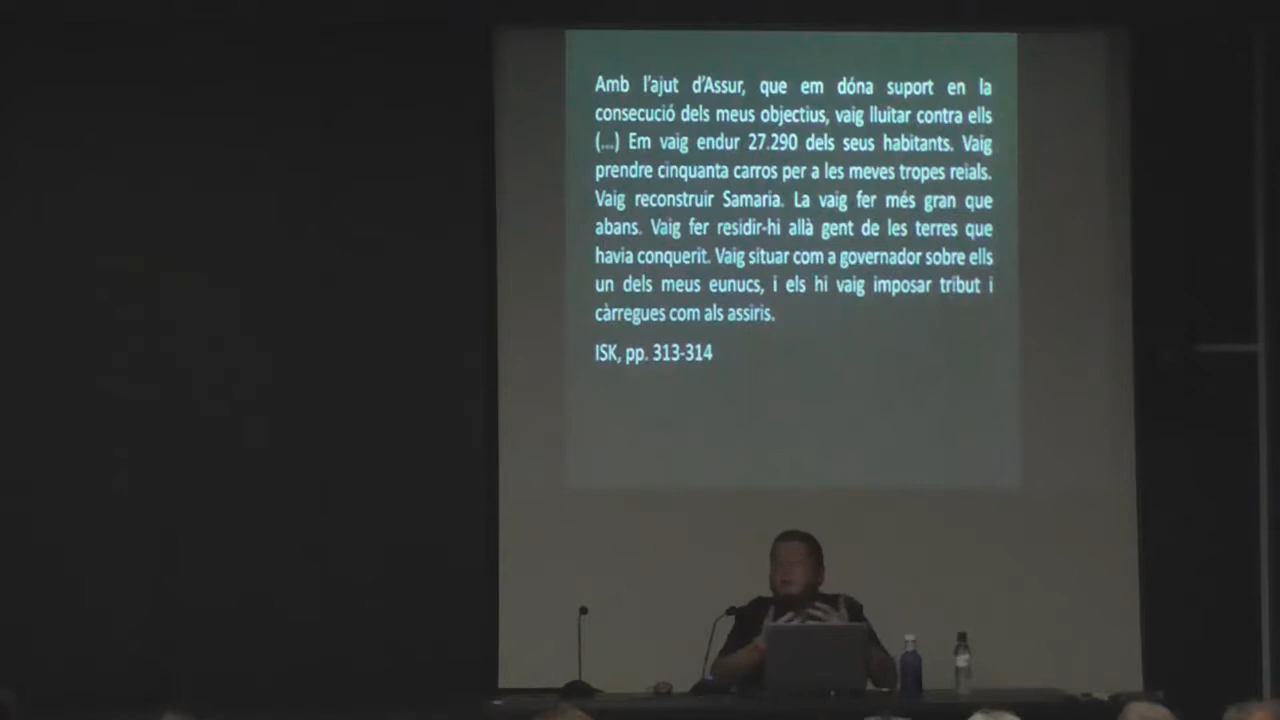 Amb l'ajut d'Assur, que em dóna suport en la
consecució dels meus objectius, vaig lluitar contra ells
(...) Em vaig endur 27.290 dels seus habitants. Vaig
prendre cinquanta carros per a les meves tropes reials.
Vaig reconstruir Samaria. La vaig fer més gran que
abans. Vaig fer residir-hi allà gent de les terres que
havia conquerit. Vaig situar com a governador sobre ells
un dels meus eunucs, i els hi vaig imposar tribut i
càrregues com als assiris.
ISK, pp. 313-314